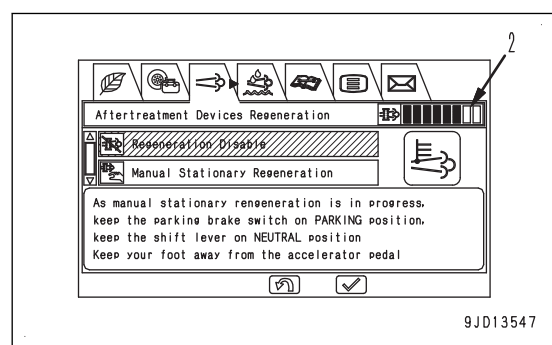 2
Aftertreatment Devices Regeneration
Regeneration Disable
Manual Stationary Regeneration
As manual stationary rengeneration is in progress,
keep the parking brake switch on PARKING position,
keep the shift lever on NEUTRAL position
Keep your foot away from the accelerator pedal
9JD13547